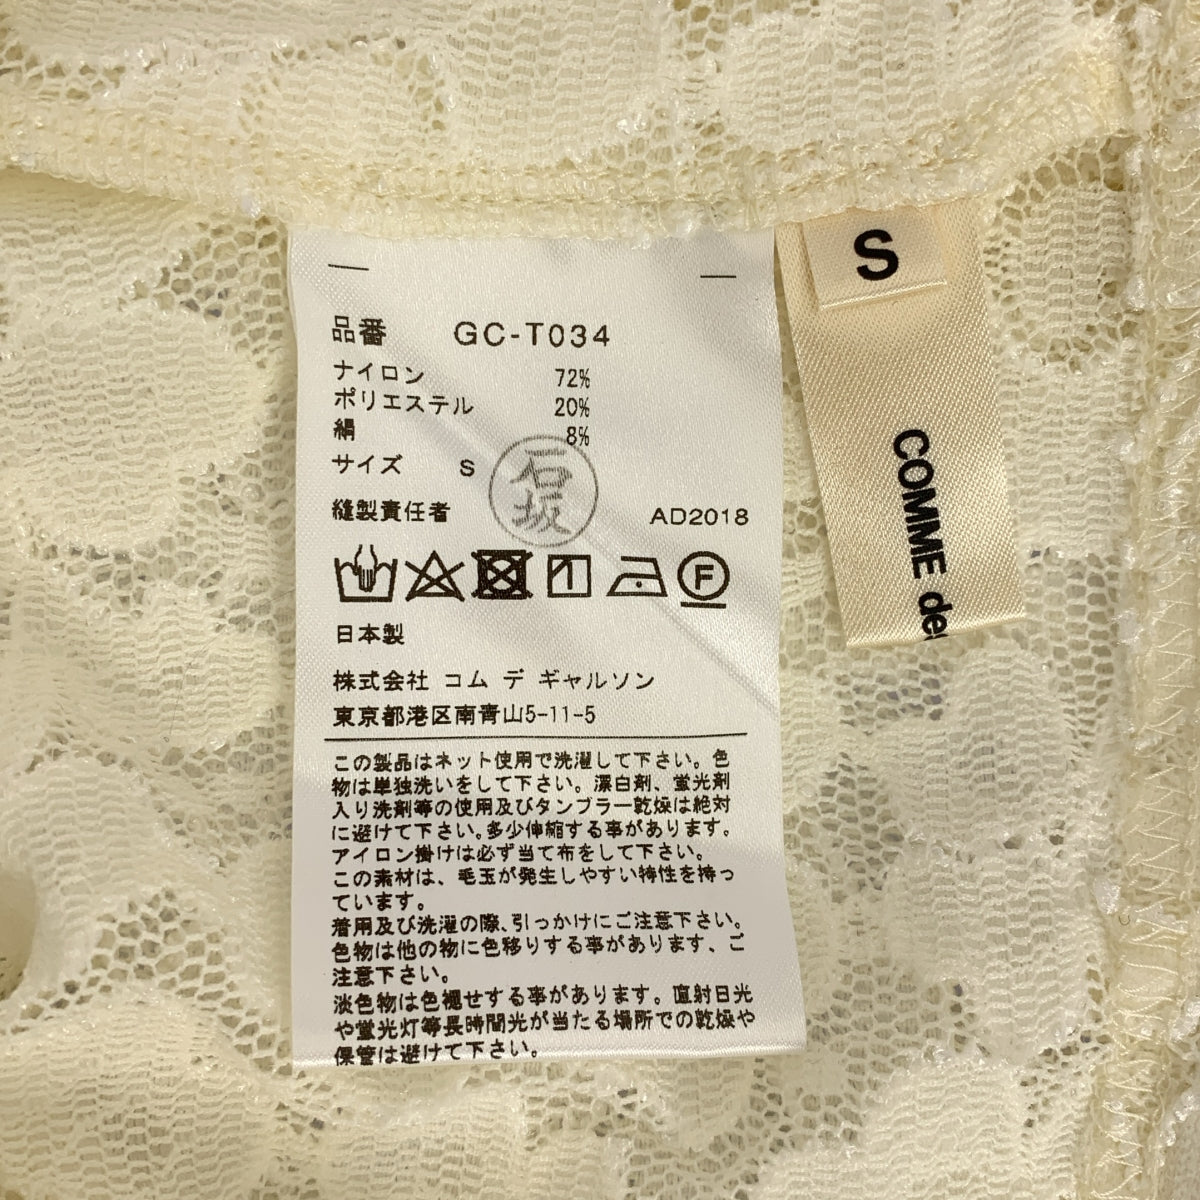 品番 GC-T034
ナイロン 72%
ポリエステル 20%
絹 8%
サイズ S
石坂
縫製責任者 AD2018
F
日本製
株式会社 コム デ ギャルソン
東京都港区南青山5-11-5
この製品はネット使用で洗濯して下さい。色
物は単独洗いをして下さい。漂白剤、蛍光剤
入り洗剤等の使用及びタンブラー乾燥は絶対
に避けて下さい。多少伸縮する事があります。
アイロン掛けは必ず当て布をして下さい。
この素材は、毛玉が発生しやすい特性を持っ
ています。
着用及び洗濯の際、引っかけにご注意下さい。
色物は他の物に色移りする事があります、ご
注意下さい。
淡色物は色褪せする事があります。直射日光
や蛍光灯等長時間光が当たる場所での乾燥や
保管は避けて下さい。
S
COMME des